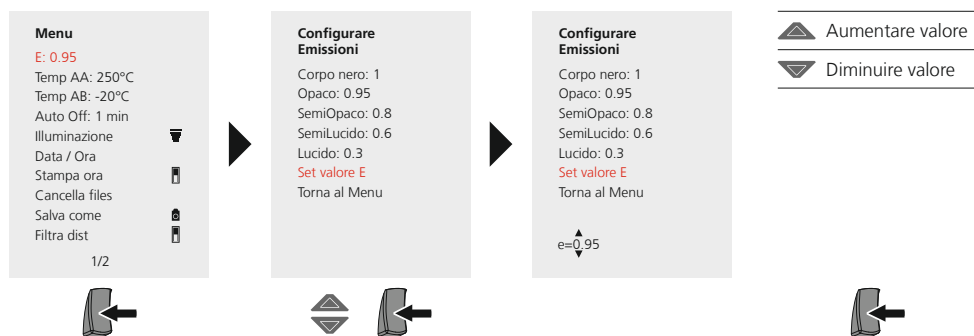 Menu
E: 0.95
Temp AA: 250°C
Temp AB: -20°C
Auto Off: 1 min
Illuminazione
Data / Ora
Stampa ora
Cancella files
Salva come
Filtra dist
1/2
Configurare
Emissioni
Corpo nero: 1
Opaco: 0.95
SemiOpaco: 0.8
SemiLucido: 0.6
Lucido: 0.3
Set valore E
Torna al Menu
Configurare
Emissioni
Corpo nero: 1
Opaco: 0.95
SemiOpaco: 0.8
SemiLucido: 0.6
Lucido: 0.3
Set valore E
Torna al Menu
e=0.95
Aumentare valore
Diminuire valore